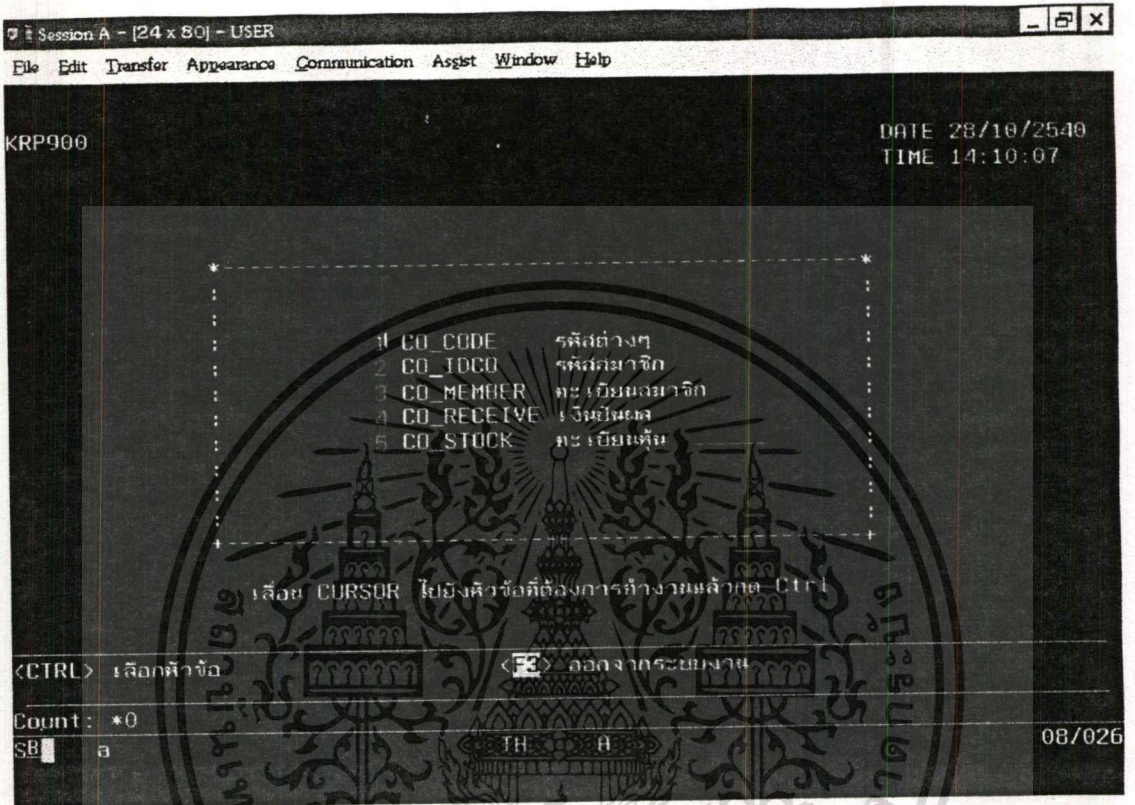 Session A - [24 x 80] - USER
File Edit Transfer Appearance Communication Assist Window Help
KRP900
DATE 28/10/2540
TIME 14:10:07
1 CO_CODE รหัสต่างๆ
2 CO_IDCO รหัสสมาชิก
3 CO_MEMBER ทะเบียนสมาชิก
4 CO_RECEIVE เงินปันผล
5 CO_STOCK ทะเบียนหุ้น
เลื่อน CURSOR ไปยังหัวข้อที่ต้องการทำงานแล้วกด Ctrl
<CTRL> เลือกหัวข้อ <F3> ออกจากระบบงาน
Count: *0
SB a TH A 08/026